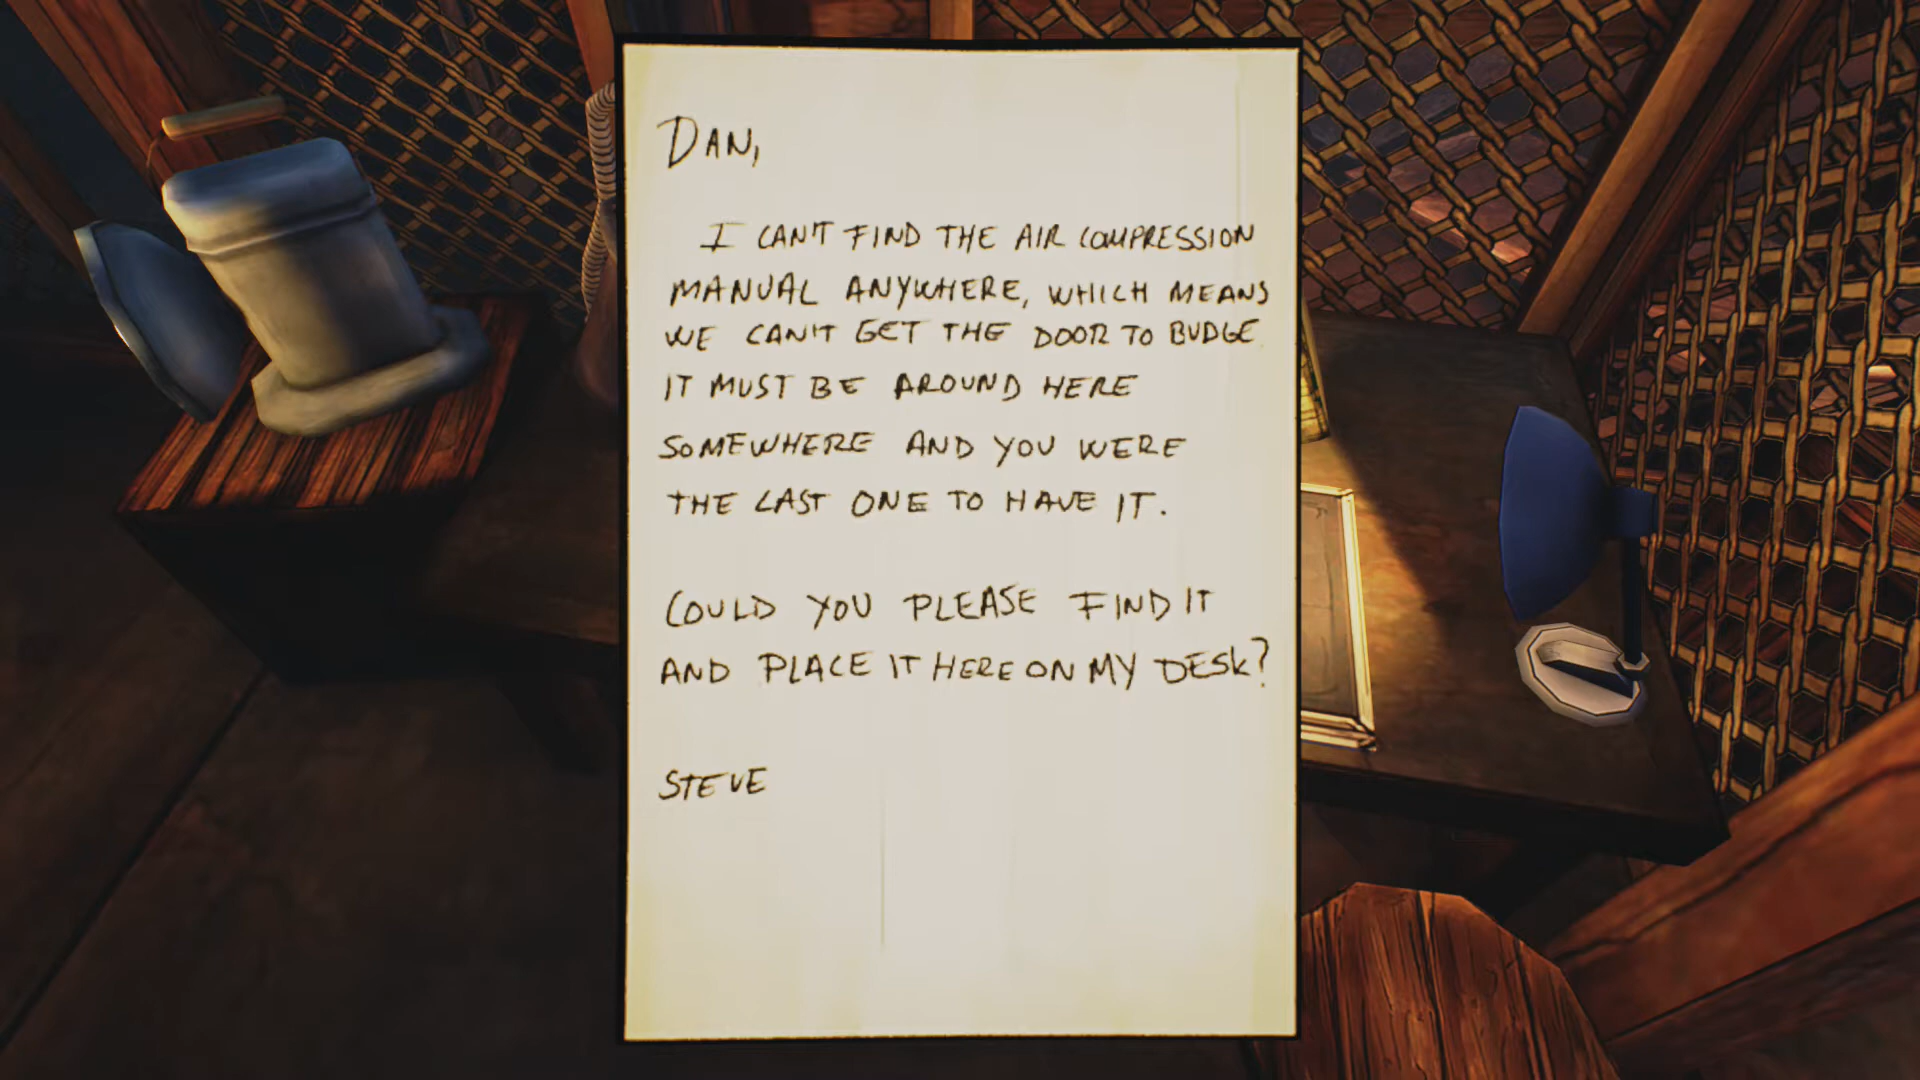 DAN,
I CAN'T FIND THE AIR COMPRESSION
MANUAL ANYWHERE, WHICH MEANS
WE CAN'T GET THE DOOR TO BUDGE.
IT MUST BE AROUND HERE
SOMEWHERE AND YOU WERE
THE LAST ONE TO HAVE IT.
COULD YOU PLEASE FIND IT
AND PLACE IT HERE ON MY DESK?
STEVE